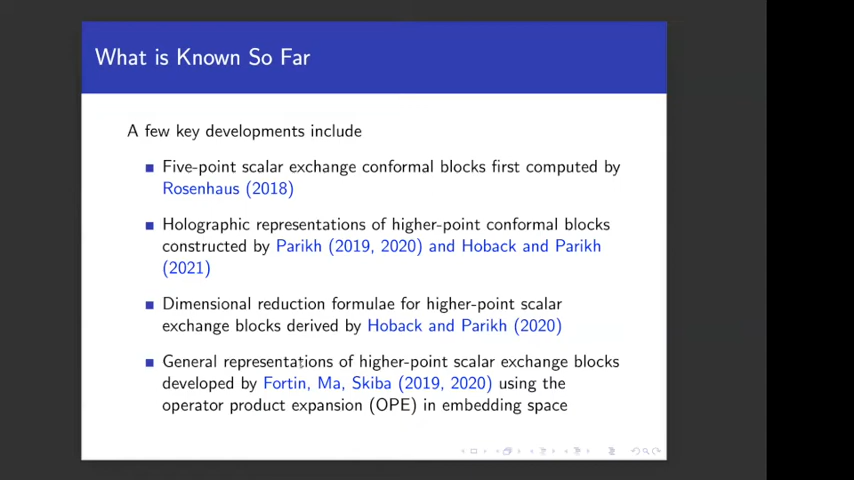 What is Known So Far
A few key developments include
Five-point scalar exchange conformal blocks first computed by
Rosenhaus (2018)
Holographic representations of higher-point conformal blocks
constructed by Parikh (2019, 2020) and Hoback and Parikh
(2021)
Dimensional reduction formulae for higher-point scalar
exchange blocks derived by Hoback and Parikh (2020)
General representations of higher-point scalar exchange blocks
developed by Fortin, Ma, Skiba (2019, 2020) using the
operator product expansion (OPE) in embedding space